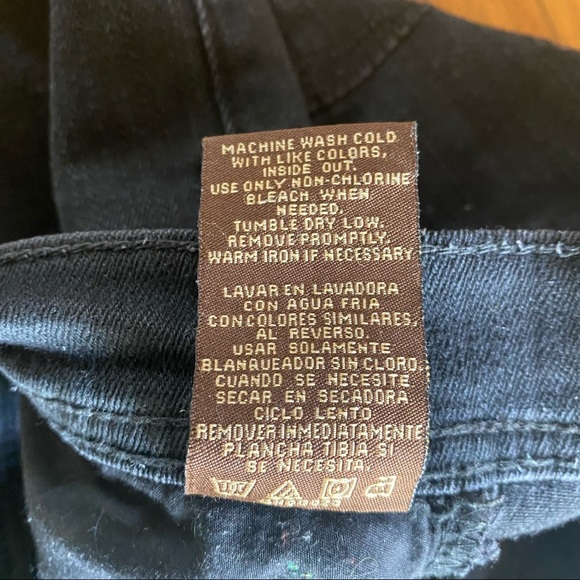 MACHINE WASH COLD
WITH LIKE COLORS,
INSIDE OUT.
USE ONLY NON-CHLORINE
BLEACH WHEN
NEEDED.
TUMBLE DRY LOW.
REMOVE PROMPTLY.
WARM IRON IF NECESSARY
LAVAR EN LAVADORA
CON AGUA FRIA
CON COLORES SIMILARES,
AL REVERSO.
USAR SOLAMENTE
BLANQUEADOR SIN CLORO.
CUANDO SE NECESITE
SECAR EN SECADORA
CICLO LENTO
REMOVER INMEDIATAMENTE
PLANCHA TIBIA SI
SE NECESITA.